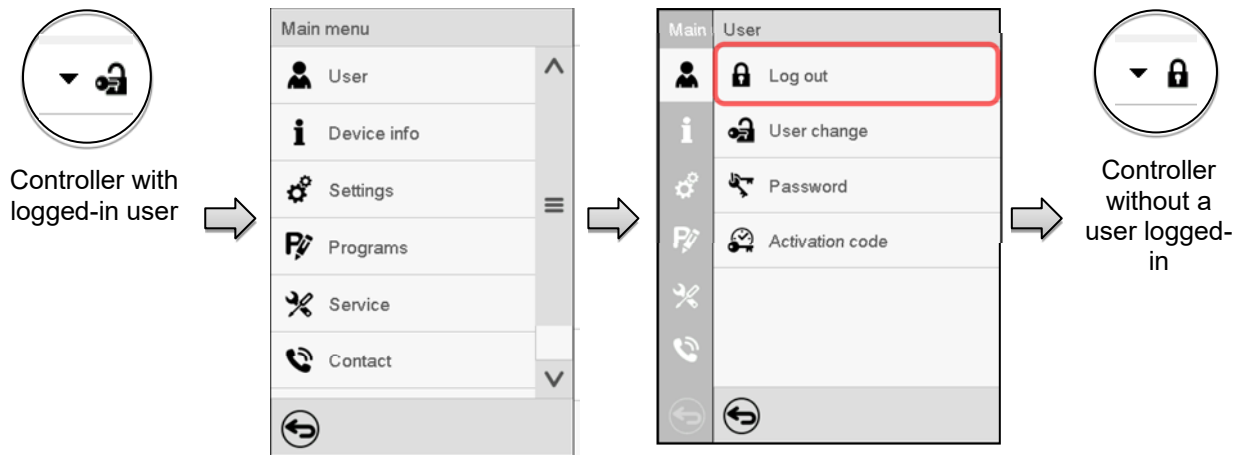 Controller with
logged-in user
Main menu
User
Device info
Settings
Programs
Service
Contact
Main
User
Log out
User change
Password
Activation code
Controller
without a
user logged-
in